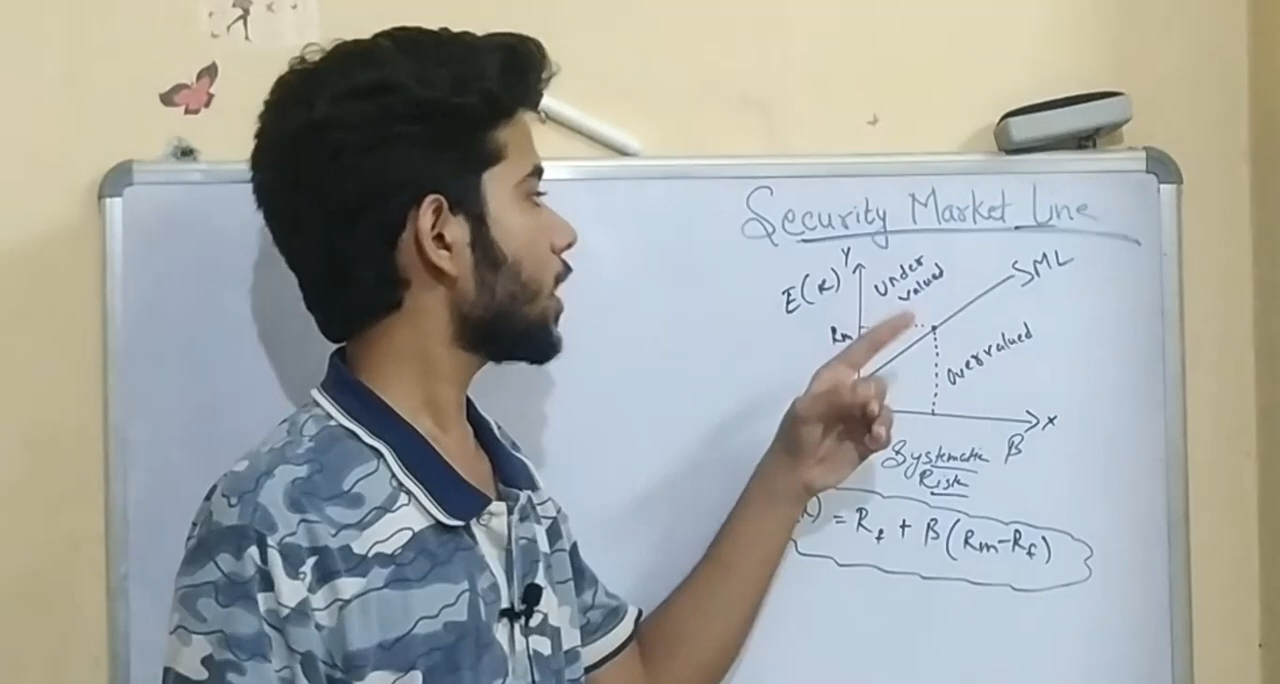 Security Market Line
Y
E(R)
under
valued
SML
Rm
overvalued
X
Systematic β
Risk
R) = Rf + β(Rm-Rf)